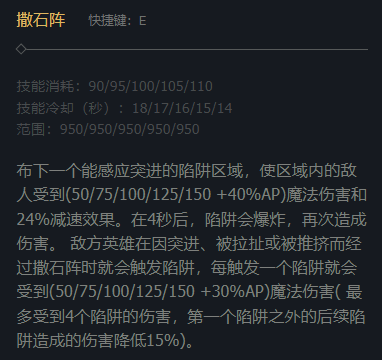 撒石阵 快捷键：E
技能消耗：90/95/100/105/110
技能冷却（秒）：18/17/16/15/14
范围：950/950/950/950/950
布下一个能感应突进的陷阱区域，使区域内的敌
人受到(50/75/100/125/150 +40%AP)魔法伤害和
24%减速效果。在4秒后，陷阱会爆炸，再次造成
伤害。 敌方英雄在因突进、被拉扯或被推挤而经
过撒石阵时就会触发陷阱，每触发一个陷阱就会
受到(50/75/100/125/150 +30%AP)魔法伤害( 最
多受到4个陷阱的伤害，第一个陷阱之外的后续陷
阱造成的伤害降低15%)。